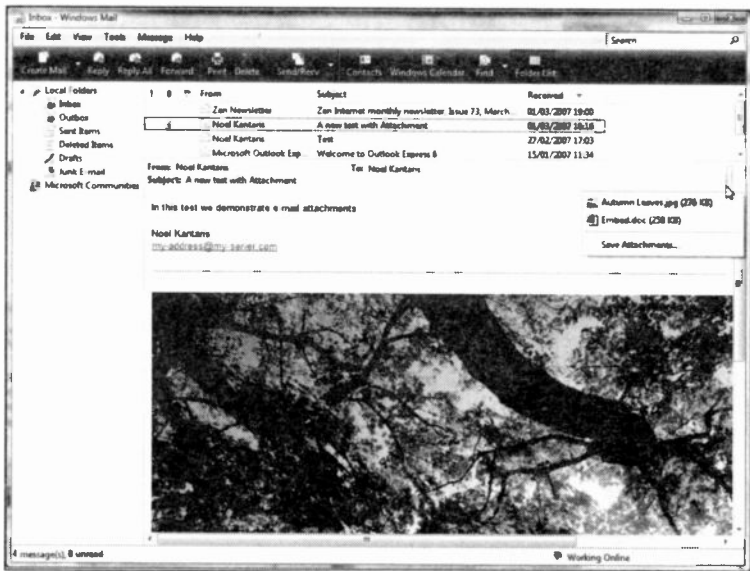 Inbox - Windows Mail
File Edit View Tools Message Help
Search
Create Mail Reply Reply All Forward Print Delete Send/Recv Contacts Windows Calendar Find Folder List
Local Folders
Inbox
Outbox
Sent Items
Deleted Items
Drafts
Junk E-mail
Microsoft Communities
! From Subject Received
Zen Newsletter Zen Internet monthly newsletter: Issue 73, March... 01/03/2007 19:00
Noel Kantaris A new test with Attachment 01/03/2007 16:16
Noel Kantaris Test 27/02/2007 17:03
Microsoft Outlook Exp... Welcome to Outlook Express 6 15/01/2007 11:34
From: Noel Kantaris To: Noel Kantaris
Subject: A new test with Attachment
Autumn Leaves.jpg (276 KB)
Embed.doc (258 KB)
Save Attachments...
In this test we demonstrate e-mail attachments
Noel Kantaris
my-address@my-server.com
4 message(s), 0 unread
Working Online